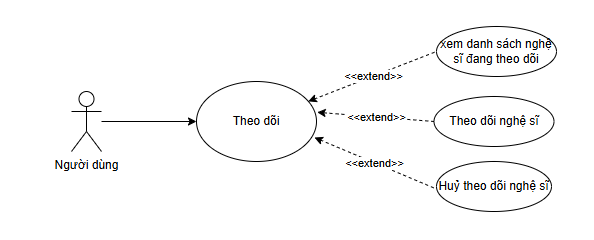 xem danh sách nghệ
sĩ đang theo dõi
<<extend>>
Theo dõi
<<extend>>
Theo dõi nghệ sĩ
Người dùng
<<extend>>
Huỷ theo dõi nghệ sĩ